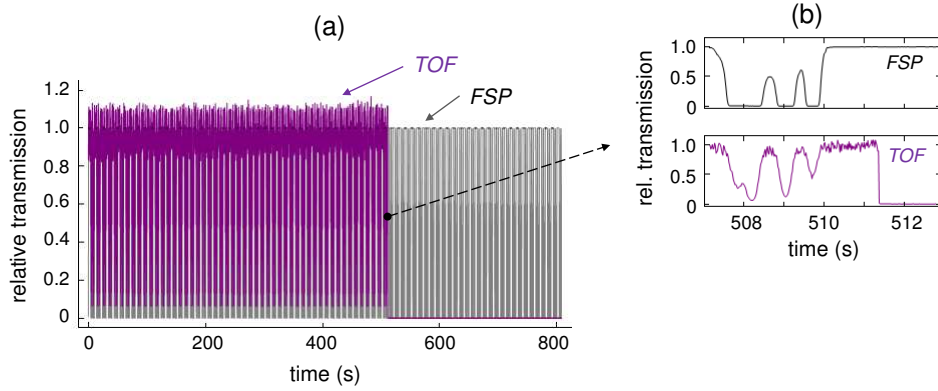 (a)
TOF
FSP
relative transmission
1.2
1.0
0.8
0.6
0.4
0.2
0
0 200 400 600 800
time (s)
(b)
rel. transmission
1.0
0.5
0
FSP
1.0
0.5
0
TOF
508 510 512
time (s)